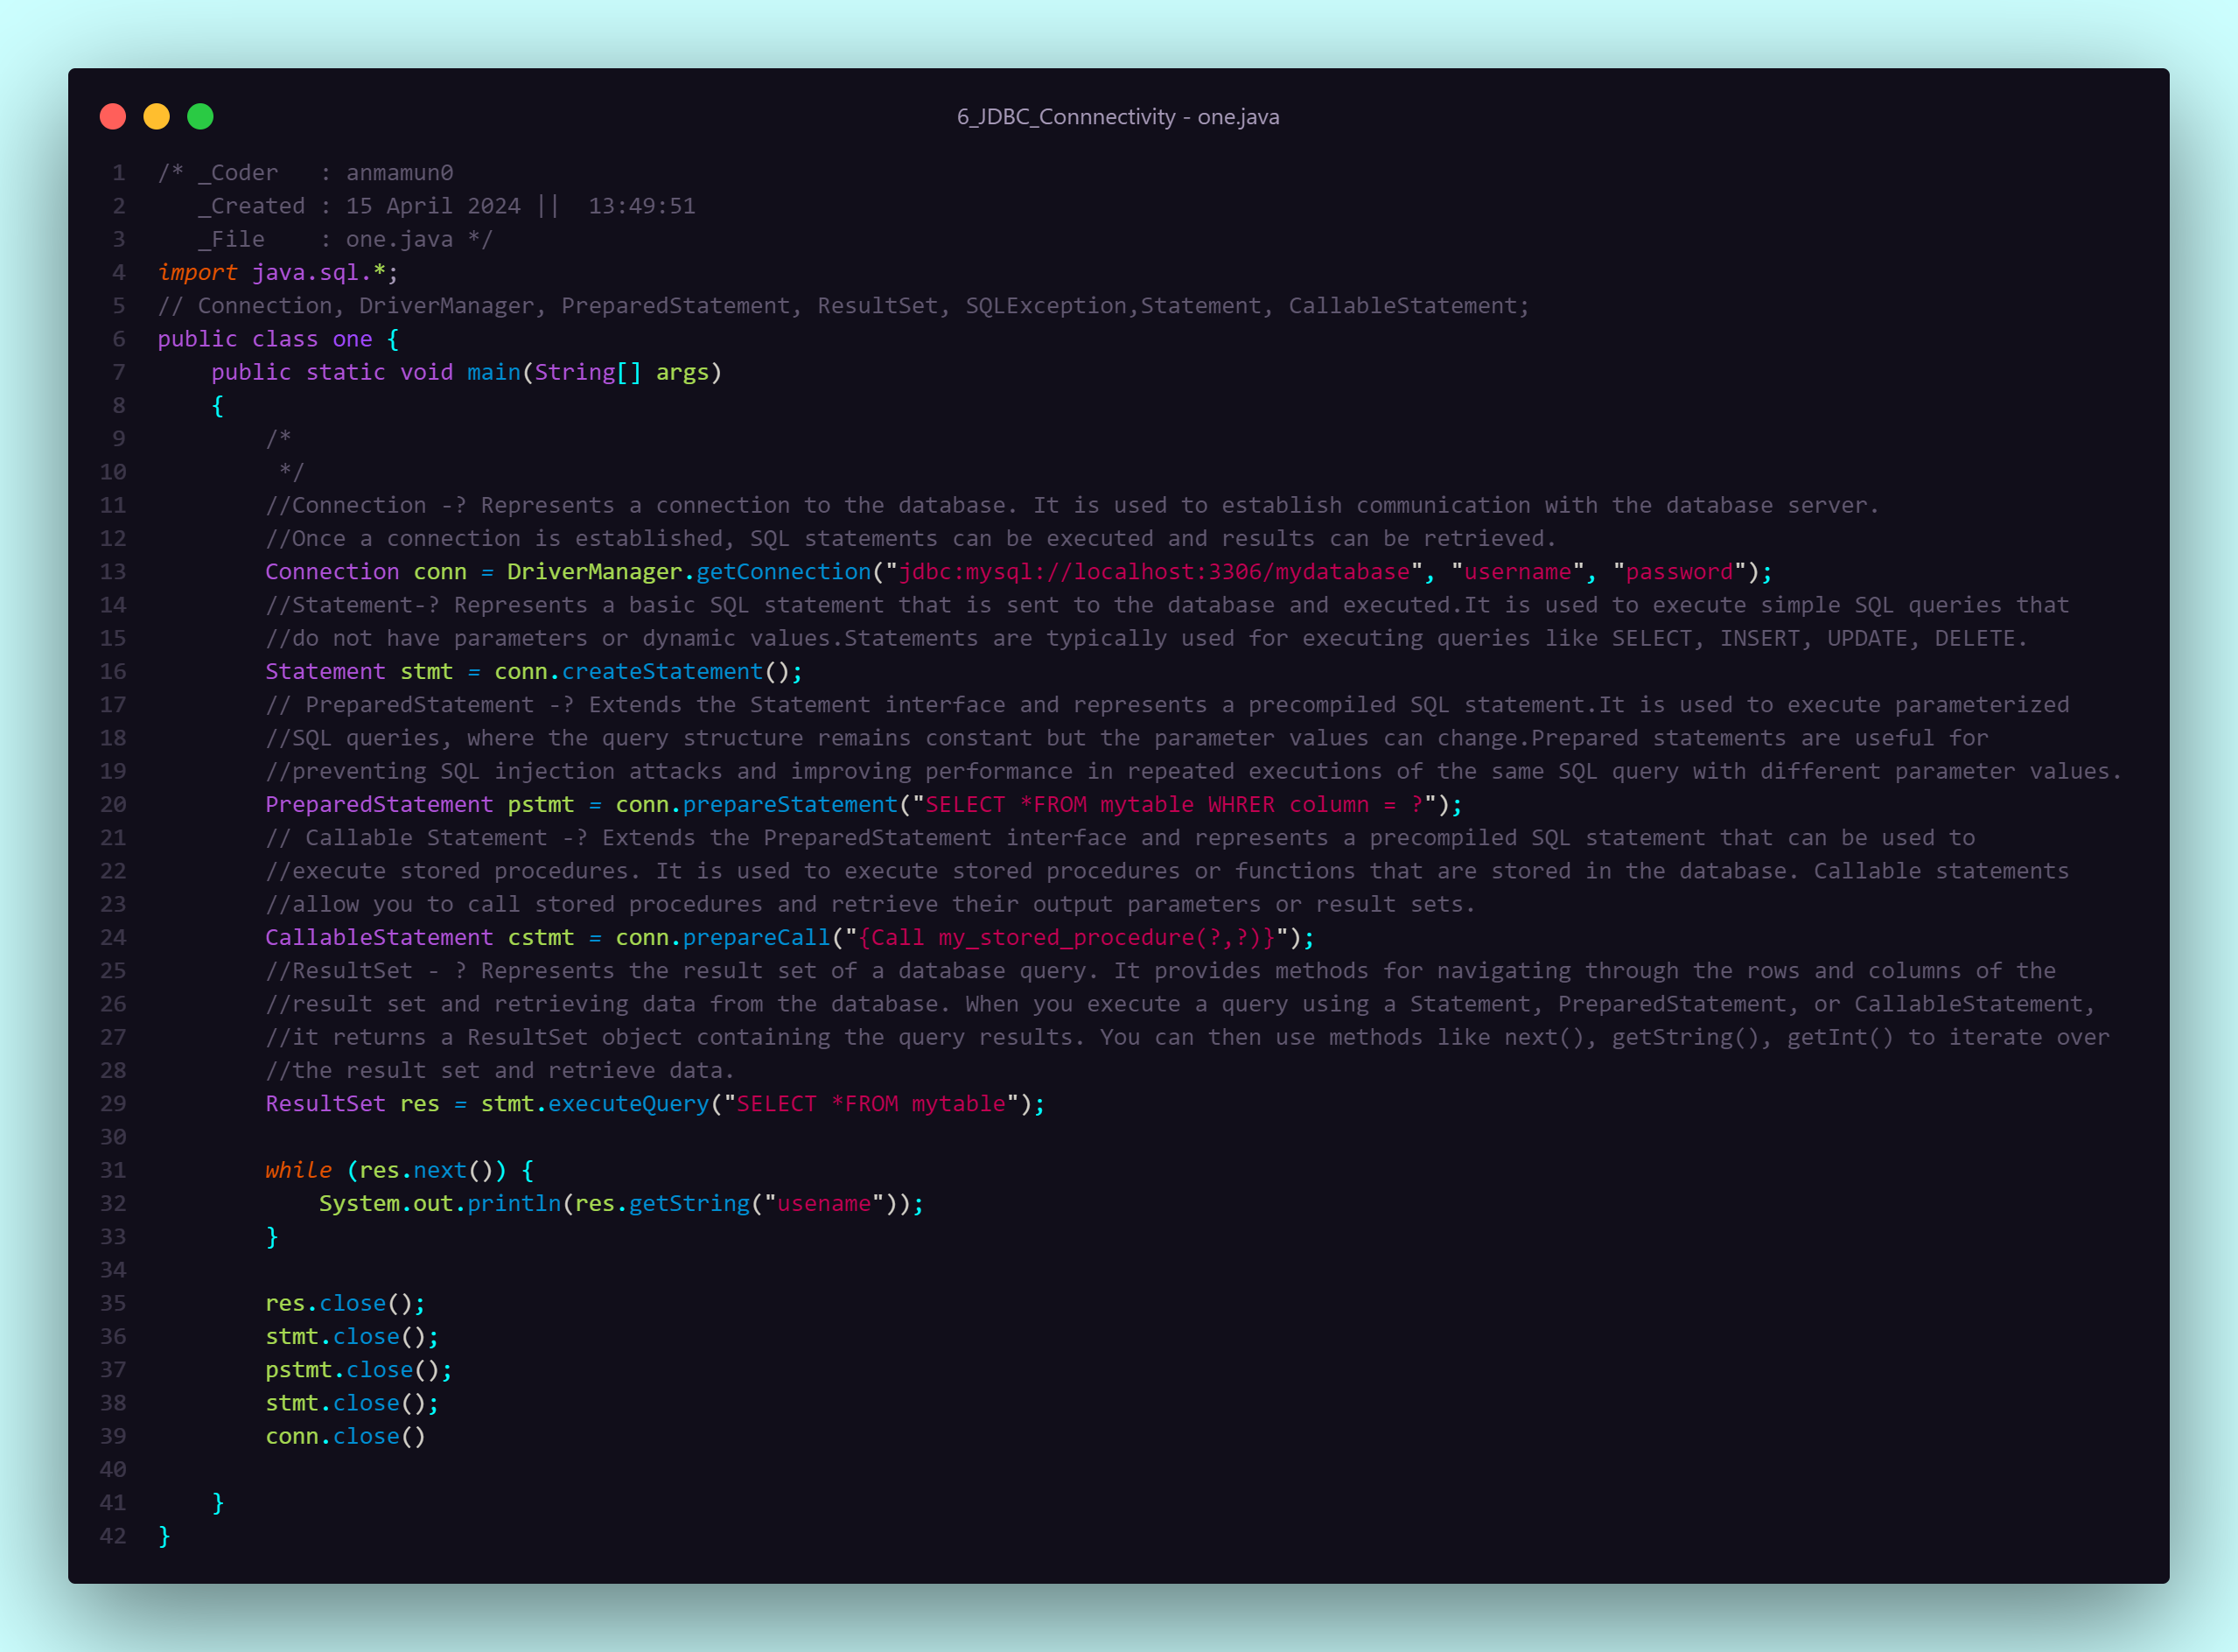 6_JDBC_Connnectivity - one.java
1 /* _Coder   : anmamun0
2    _Created : 15 April 2024 ||  13:49:51
3    _File    : one.java */
4 import java.sql.*;
5 // Connection, DriverManager, PreparedStatement, ResultSet, SQLException,Statement, CallableStatement;
6 public class one {
7     public static void main(String[] args)
8     {
9         /*
10          */
11         //Connection -? Represents a connection to the database. It is used to establish communication with the database server.
12         //Once a connection is established, SQL statements can be executed and results can be retrieved.
13         Connection conn = DriverManager.getConnection("jdbc:mysql://localhost:3306/mydatabase", "username", "password");
14         //Statement-? Represents a basic SQL statement that is sent to the database and executed.It is used to execute simple SQL queries that
15         //do not have parameters or dynamic values.Statements are typically used for executing queries like SELECT, INSERT, UPDATE, DELETE.
16         Statement stmt = conn.createStatement();
17         // PreparedStatement -? Extends the Statement interface and represents a precompiled SQL statement.It is used to execute parameterized
18         //SQL queries, where the query structure remains constant but the parameter values can change.Prepared statements are useful for
19         //preventing SQL injection attacks and improving performance in repeated executions of the same SQL query with different parameter values.
20         PreparedStatement pstmt = conn.prepareStatement("SELECT *FROM mytable WHRER column = ?");
21         // Callable Statement -? Extends the PreparedStatement interface and represents a precompiled SQL statement that can be used to
22         //execute stored procedures. It is used to execute stored procedures or functions that are stored in the database. Callable statements
23         //allow you to call stored procedures and retrieve their output parameters or result sets.
24         CallableStatement cstmt = conn.prepareCall("{Call my_stored_procedure(?,?)}");
25         //ResultSet - ? Represents the result set of a database query. It provides methods for navigating through the rows and columns of the
26         //result set and retrieving data from the database. When you execute a query using a Statement, PreparedStatement, or CallableStatement,
27         //it returns a ResultSet object containing the query results. You can then use methods like next(), getString(), getInt() to iterate over
28         //the result set and retrieve data.
29         ResultSet res = stmt.executeQuery("SELECT *FROM mytable");
30
31         while (res.next()) {
32             System.out.println(res.getString("usename"));
33         }
34
35         res.close();
36         stmt.close();
37         pstmt.close();
38         stmt.close();
39         conn.close()
40
41     }
42 }